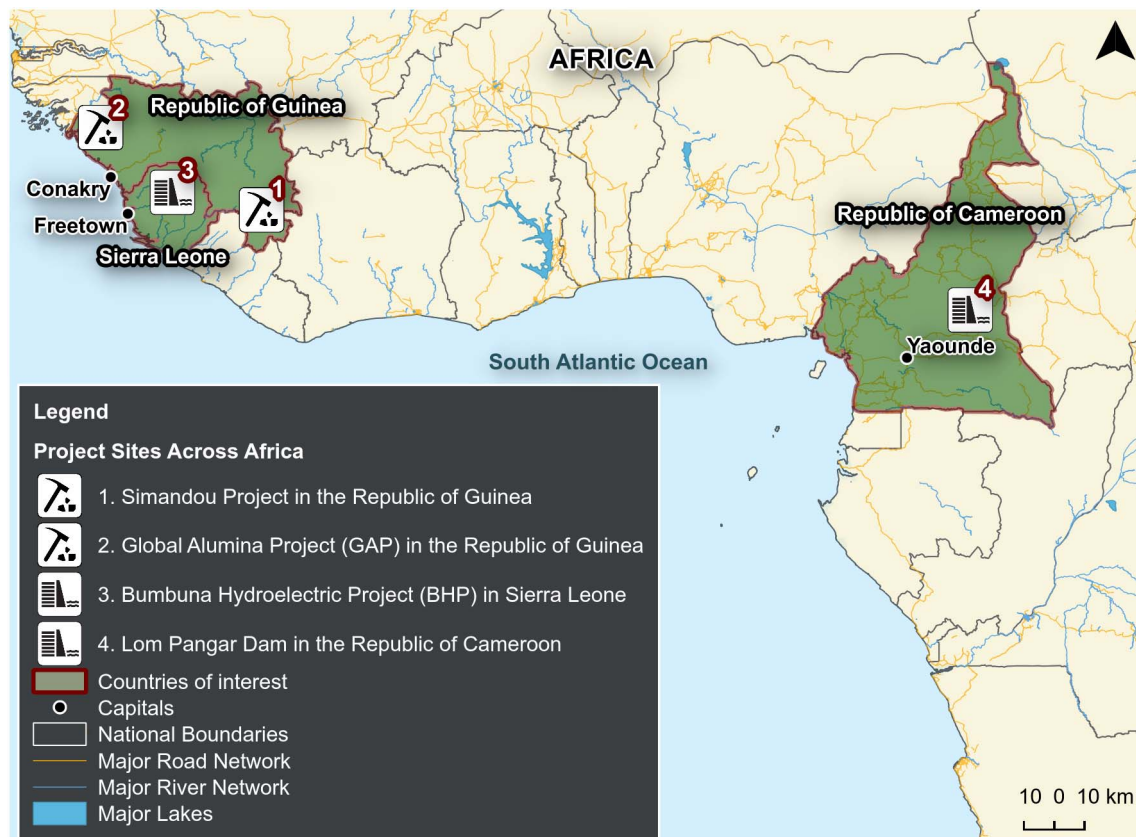 AFRICA
2
Republic of Guinea
3
1
Conakry
Freetown
Sierra Leone
Republic of Cameroon
4
Yaounde
South Atlantic Ocean
Legend
Project Sites Across Africa
1. Simandou Project in the Republic of Guinea
2. Global Alumina Project (GAP) in the Republic of Guinea
3. Bumbuna Hydroelectric Project (BHP) in Sierra Leone
4. Lom Pangar Dam in the Republic of Cameroon
Countries of interest
Capitals
National Boundaries
Major Road Network
Major River Network
Major Lakes
10 0 10 km